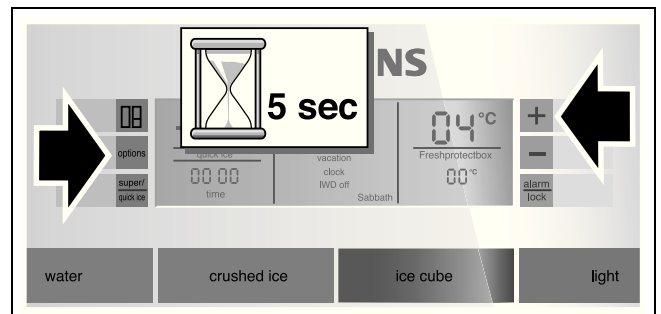 NS
5 sec
04°C
+
options
quick ice
vacation
Freshprotectbox
−
clock
super/
quick ice
00 00
IWD off
00°C
alarm
lock
time
Sabbath
water
crushed ice
ice cube
light